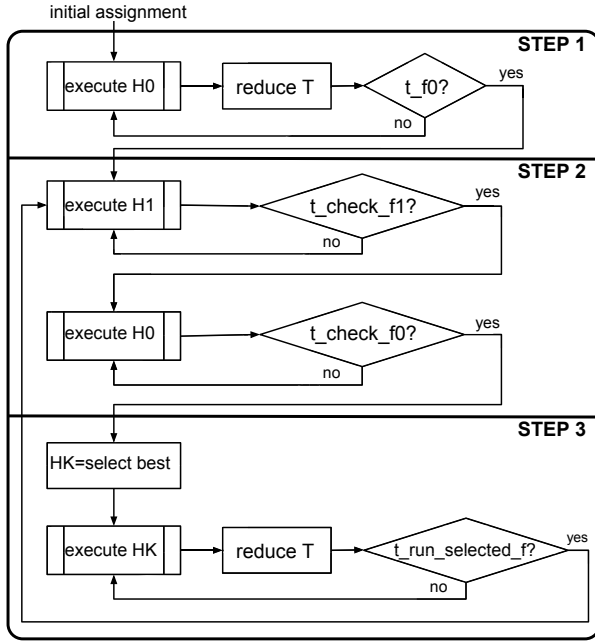 initial assignment
STEP 1
execute H0
reduce T
t_f0?
yes
no
STEP 2
execute H1
t_check_f1?
yes
no
execute H0
t_check_f0?
yes
no
STEP 3
HK=select best
execute HK
reduce T
t_run_selected_f?
yes
no